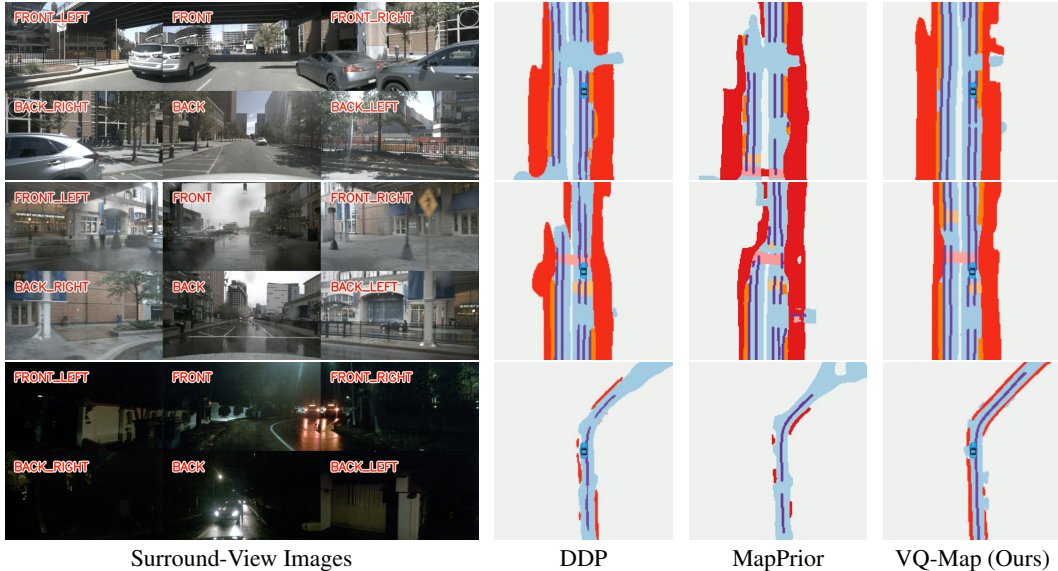 FRONT_LEFT FRONT FRONT_RIGHT
BACK_RIGHT BACK BACK_LEFT
FRONT_LEFT FRONT FRONT_RIGHT
BACK_RIGHT BACK BACK_LEFT
FRONT_LEFT FRONT FRONT_RIGHT
BACK_RIGHT BACK BACK_LEFT
Surround-View Images DDP MapPrior VQ-Map (Ours)